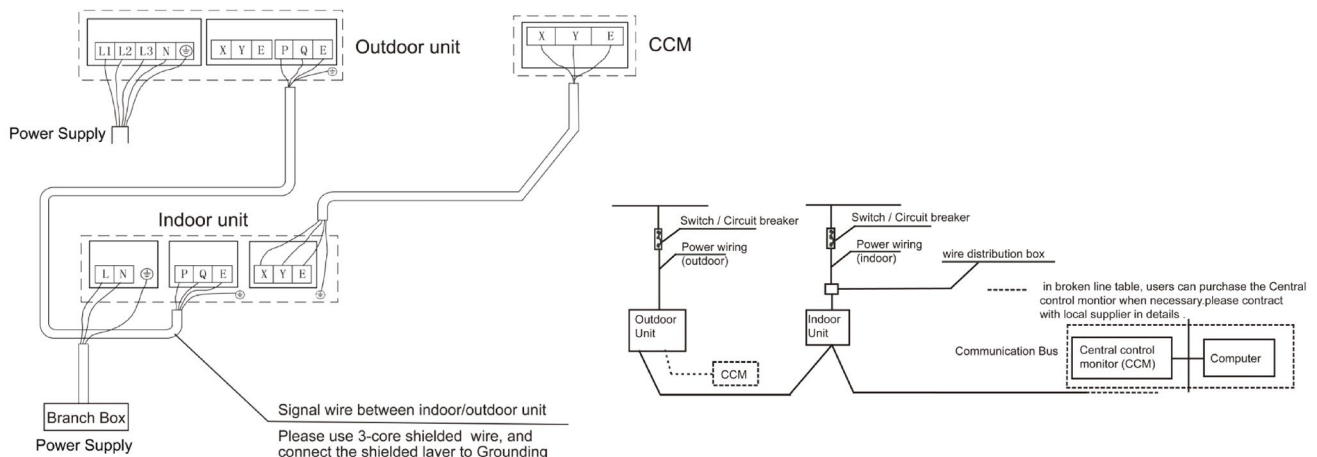 L1 L2 L3 N
X Y E P Q E
Outdoor unit
X Y E
CCM
Power Supply
Indoor unit
L N
P Q E
X Y E
Branch Box
Power Supply
Signal wire between indoor/outdoor unit
Please use 3-core shielded wire, and
connect the shielded layer to Grounding
Switch / Circuit breaker
Power wiring
(outdoor)
Outdoor
Unit
CCM
Switch / Circuit breaker
Power wiring
(indoor)
wire distribution box
Indoor
Unit
in broken line table, users can purchase the Central
control montior when necessary.please contract
with local supplier in details .
Communication Bus
Central control
monitor (CCM)
Computer